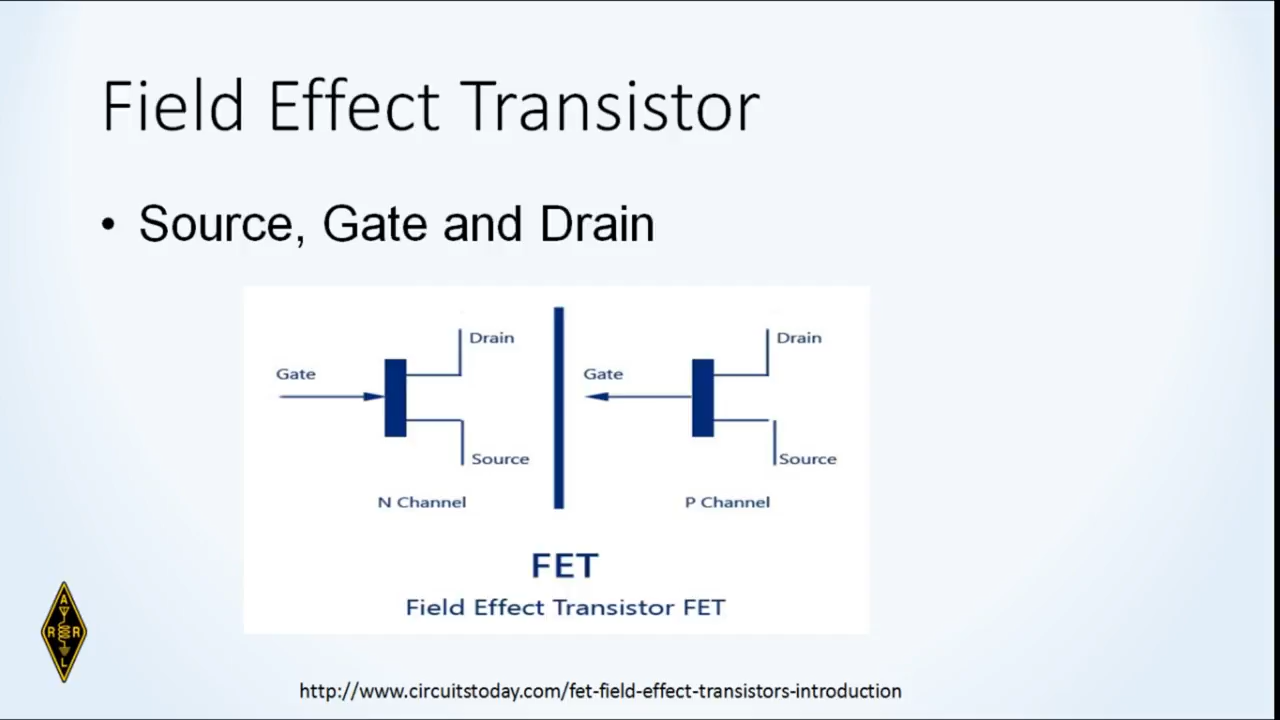 Field Effect Transistor
• Source, Gate and Drain
Drain
Gate
Source
N Channel
Drain
Gate
Source
P Channel
FET
Field Effect Transistor FET
A
R R
L
http://www.circuitstoday.com/fet-field-effect-transistors-introduction